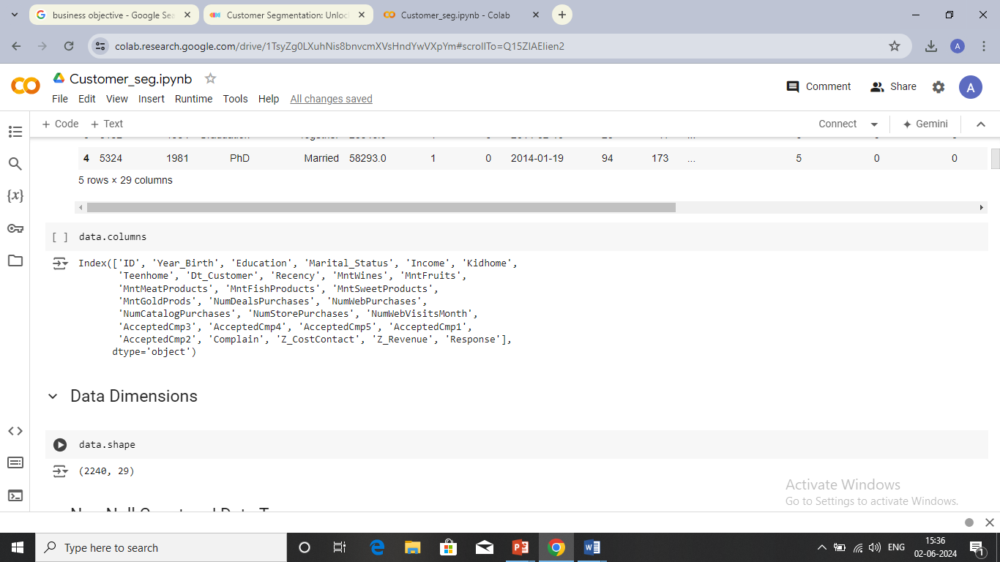 business objective - Google Sea
Customer Segmentation: Unloc
Customer_seg.ipynb - Colab
colab.research.google.com/drive/1TsyZg0LXuhNis8bnvcmXVsHndYwVXpYm#scrollTo=Q15ZIAElien2
A
Customer_seg.ipynb
Comment
Share
A
File Edit View Insert Runtime Tools Help All changes saved
+ Code + Text
Connect
Gemini
4 5324 1981 PhD Married 58293.0 1 0 2014-01-19 94 173 ... 5 0 0
5 rows × 29 columns
{x}
[ ] data.columns
Index(['ID', 'Year_Birth', 'Education', 'Marital_Status', 'Income', 'Kidhome',
'Teenhome', 'Dt_Customer', 'Recency', 'MntWines', 'MntFruits',
'MntMeatProducts', 'MntFishProducts', 'MntSweetProducts',
'MntGoldProds', 'NumDealsPurchases', 'NumWebPurchases',
'NumCatalogPurchases', 'NumStorePurchases', 'NumWebVisitsMonth',
'AcceptedCmp3', 'AcceptedCmp4', 'AcceptedCmp5', 'AcceptedCmp1',
'AcceptedCmp2', 'Complain', 'Z_CostContact', 'Z_Revenue', 'Response'],
dtype='object')
Data Dimensions
data.shape
(2240, 29)
Activate Windows
Go to Settings to activate Windows.
Type here to search
ENG
15:36
02-06-2024
1